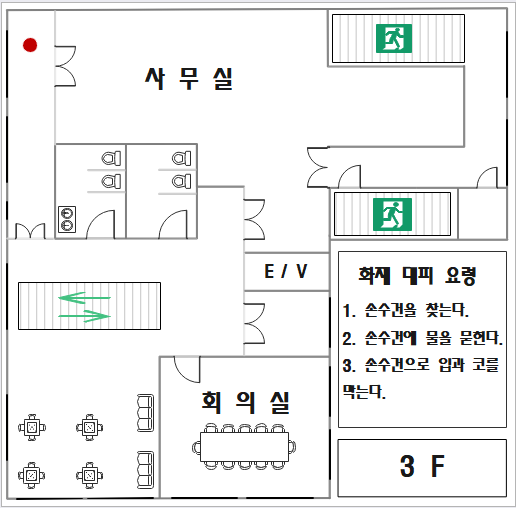 사 무 실
E / V
화재 대피 요령
1. 손수건을 찾는다.
2. 손수건에 물을 묻힌다.
3. 손수건으로 입과 코를
막는다.
회 의 실
3 F